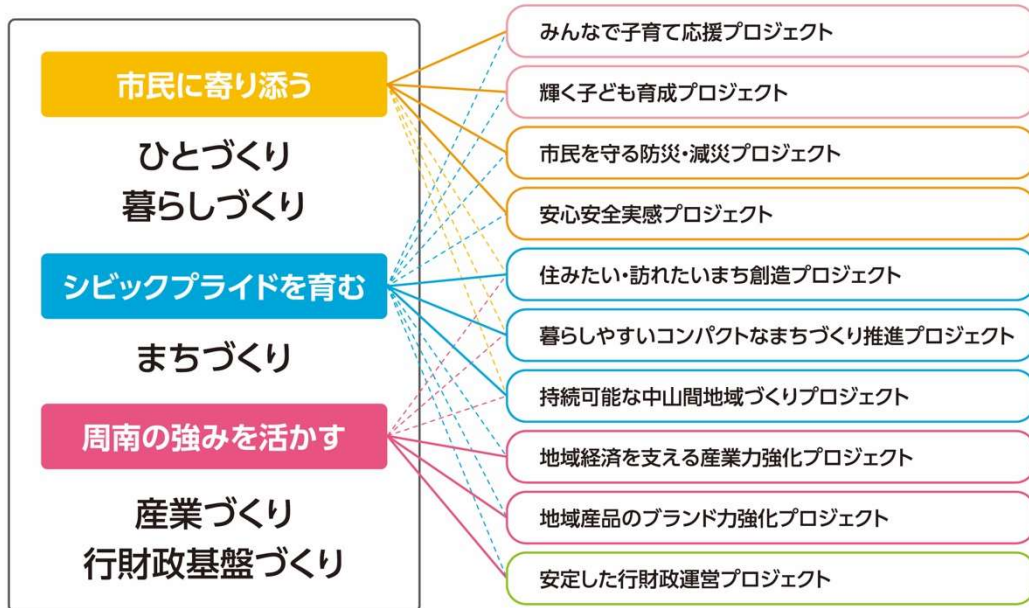 市民に寄り添う
ひとづくり
暮らしづくり
シビックプライドを育む
まちづくり
周南の強みを活かす
産業づくり
行財政基盤づくり
みんなで子育て応援プロジェクト
輝く子ども育成プロジェクト
市民を守る防災・減災プロジェクト
安心安全実感プロジェクト
住みたい・訪れたいまち創造プロジェクト
暮らしやすいコンパクトなまちづくり推進プロジェクト
持続可能な中山間地域づくりプロジェクト
地域経済を支える産業力強化プロジェクト
地域産品のブランド力強化プロジェクト
安定した行財政運営プロジェクト